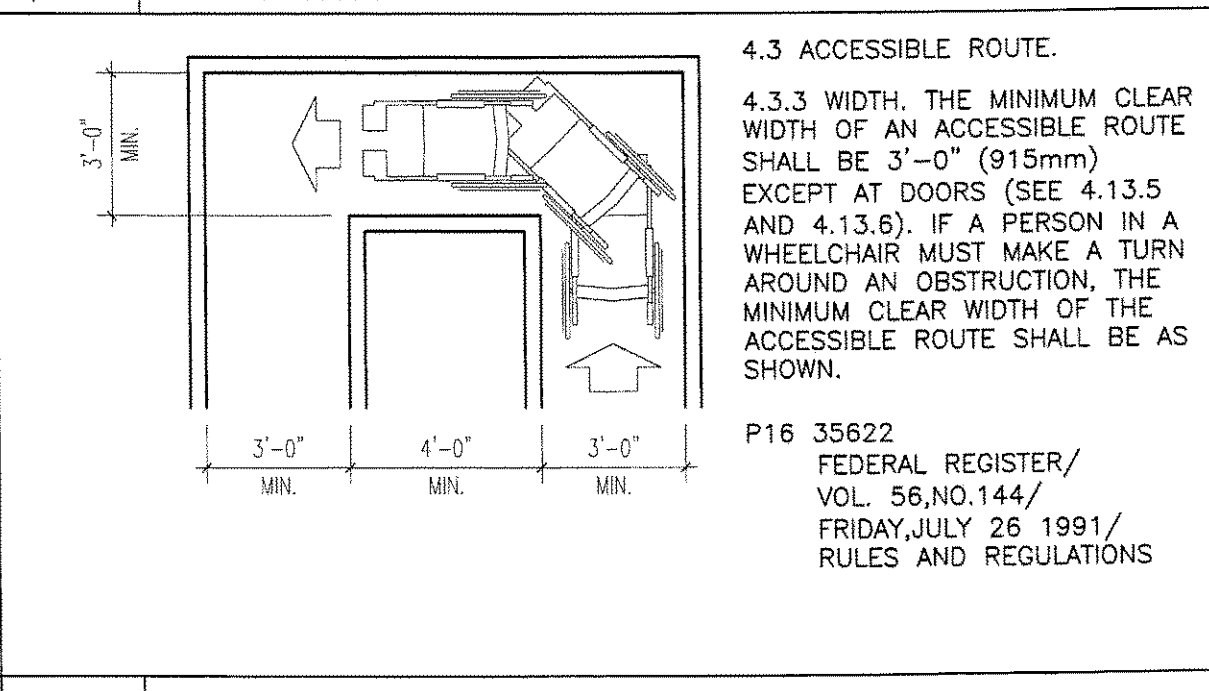 4.3 ACCESSIBLE ROUTE.
4.3.3 WIDTH. THE MINIMUM CLEAR
WIDTH OF AN ACCESSIBLE ROUTE
SHALL BE 3'-0" (915mm)
EXCEPT AT DOORS (SEE 4.13.5
AND 4.13.6). IF A PERSON IN A
WHEELCHAIR MUST MAKE A TURN
AROUND AN OBSTRUCTION, THE
MINIMUM CLEAR WIDTH OF THE
ACCESSIBLE ROUTE SHALL BE AS
SHOWN.
P16 35622
FEDERAL REGISTER/
VOL. 56,NO.144/
FRIDAY,JULY 26 1991/
RULES AND REGULATIONS
3'-0"
MIN.
3'-0"
MIN.
4'-0"
MIN.
3'-0"
MIN.